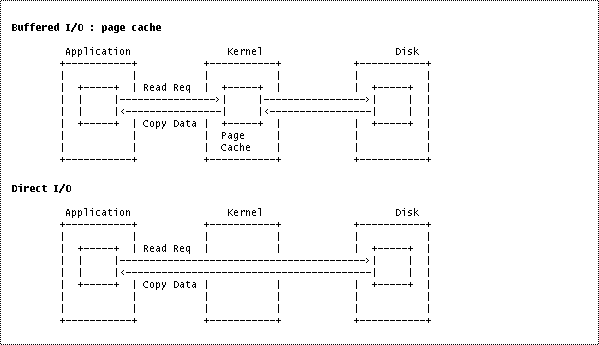 Buffered I/O : page cache
Application Kernel Disk
Read Req
Copy Data
Page
Cache
Direct I/O
Application Kernel Disk
Read Req
Copy Data